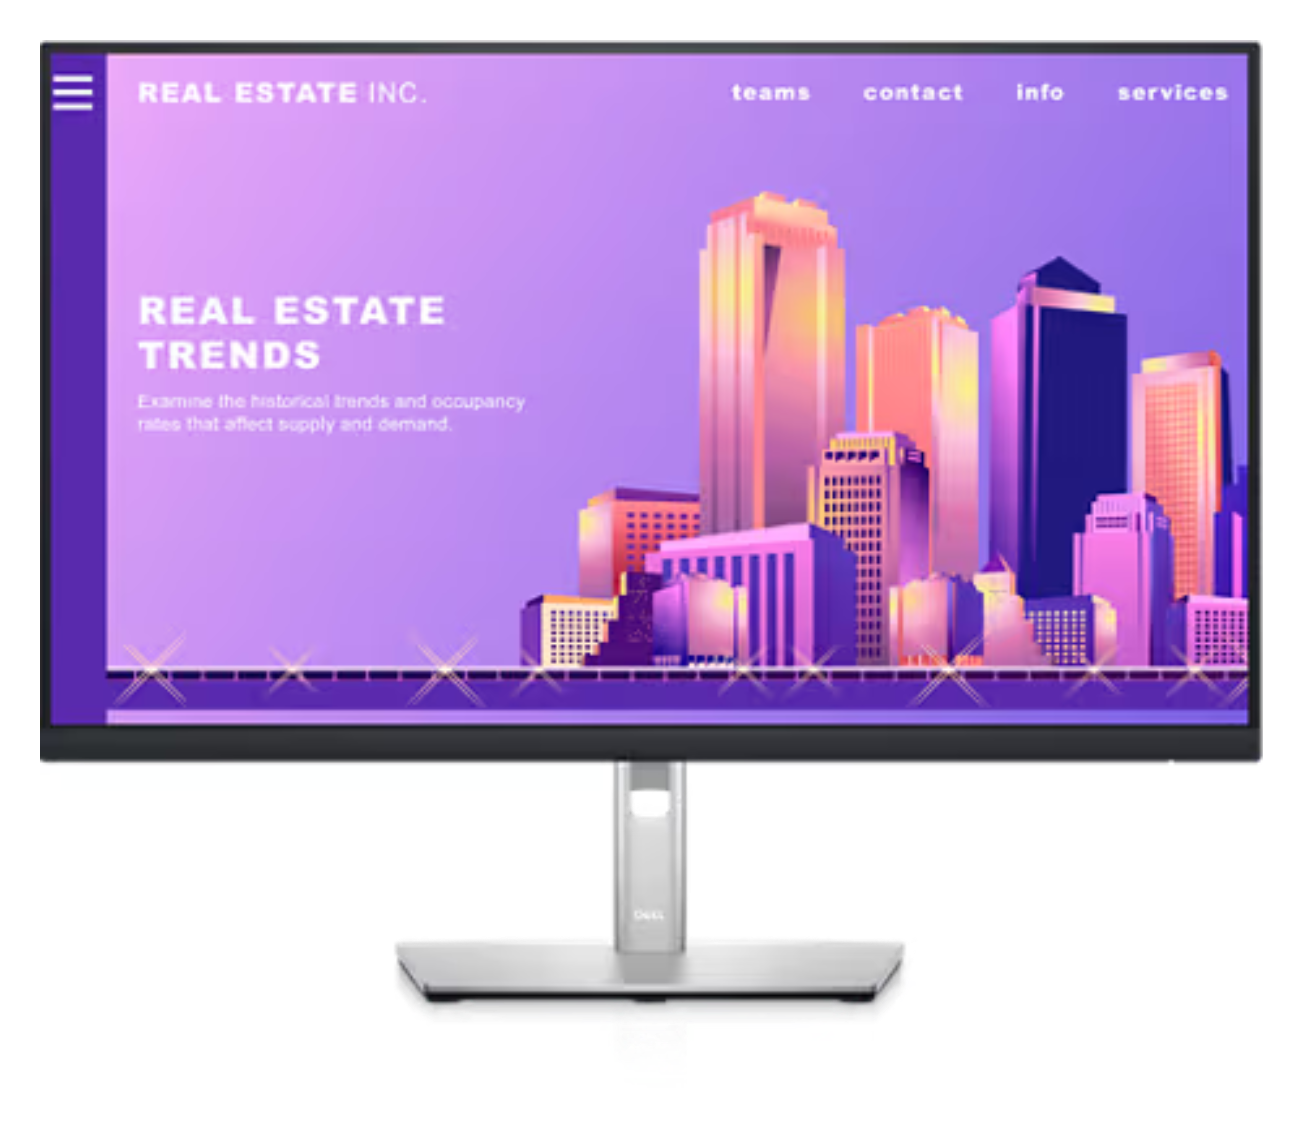 REAL ESTATE INC.
teams contact info services
REAL ESTATE
TRENDS
Examine the historical trends and occupancy
rates that affect supply and demand.
DELL